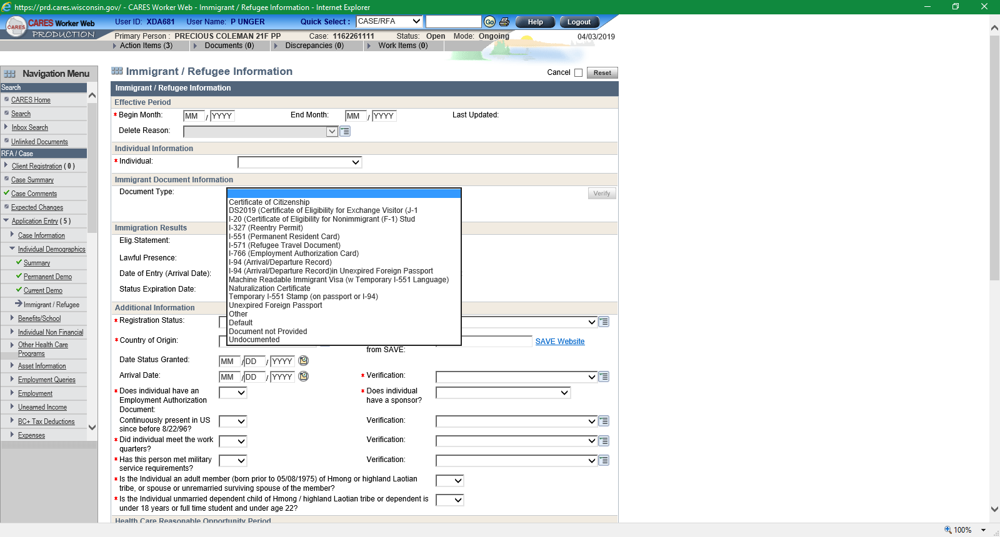 https://prd.cares.wisconsin.gov/ - CARES Worker Web - Immigrant / Refugee Information - Internet Explorer
CARES CARES Worker Web
PRODUCTION
User ID: XDA681 User Name: P UNGER Quick Select : CASE/RFA Go Help Logout
Primary Person : PRECIOUS COLEMAN 21F PP Case: 1162261111 Status: Open Mode: Ongoing 04/03/2019
Action Items (3) Documents (0) Discrepancies (0) Work Items (0)
Navigation Menu
Search
CARES Home
Search
Inbox Search
Unlinked Documents
RFA / Case
Client Registration ( 0 )
Case Summary
Case Comments
Expected Changes
Application Entry ( 5 )
Case Information
Individual Demographics
Summary
Permanent Demo
Current Demo
Immigrant / Refugee
Benefits/School
Individual Non Financial
Other Health Care
Programs
Asset Information
Employment Queries
Employment
Unearned Income
BC+ Tax Deductions
Expenses
Immigrant / Refugee Information
Cancel Reset
Immigrant / Refugee Information
Effective Period
* Begin Month: MM / YYYY End Month: MM / YYYY Last Updated:
Delete Reason:
Individual Information
* Individual:
Immigrant Document Information
Document Type: Verify
Certificate of Citizenship
DS2019 (Certificate of Eligibility for Exchange Visitor (J-1
I-20 (Certificate of Eligibility for Nonimmigrant (F-1) Stud
I-327 (Reentry Permit)
I-551 (Permanent Resident Card)
I-571 (Refugee Travel Document)
I-766 (Employment Authorization Card)
I-94 (Arrival/Departure Record)
I-94 (Arrival/Departure Record)in Unexpired Foreign Passport
Machine Readable Immigrant Visa (w Temporary I-551 Language)
Naturalization Certificate
Temporary I-551 Stamp (on passport or I-94)
Unexpired Foreign Passport
Other
Default
Document not Provided
Undocumented
Immigration Results
Elig.Statement:
Lawful Presence:
Date of Entry (Arrival Date):
Status Expiration Date:
Additional Information
* Registration Status:
* Country of Origin: from SAVE: SAVE Website
Date Status Granted: MM / DD / YYYY
Arrival Date: MM / DD / YYYY * Verification:
* Does individual have an
Employment Authorization
Document:
* Does individual
have a sponsor?
Continuously present in US
since before 8/22/96?
Verification:
* Did individual meet the work
quarters?
Verification:
* Has this person met military
service requirements?
Verification:
* Is the Individual an adult member (born prior to 05/08/1975) of Hmong or highland Laotian
tribe, or spouse or unremarried surviving spouse of the member?
* Is the Individual unmarried dependent child of Hmong / highland Laotian tribe or dependent is
under 18 years or full time student and under age 22?
Health Care Reasonable Opportunity Period
100%